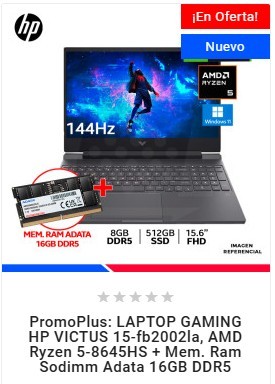 ¡En Oferta!
Nuevo
hp
AMD
RYZEN
5
Windows 11
144Hz
MEM. RAM ADATA
16GB DDR5
8GB
DDR5
512GB
SSD
15.6"
FHD
IMAGEN
REFERENCIAL
PromoPlus: LAPTOP GAMING
HP VICTUS 15-fb2002la, AMD
Ryzen 5-8645HS + Mem. Ram
Sodimm Adata 16GB DDR5